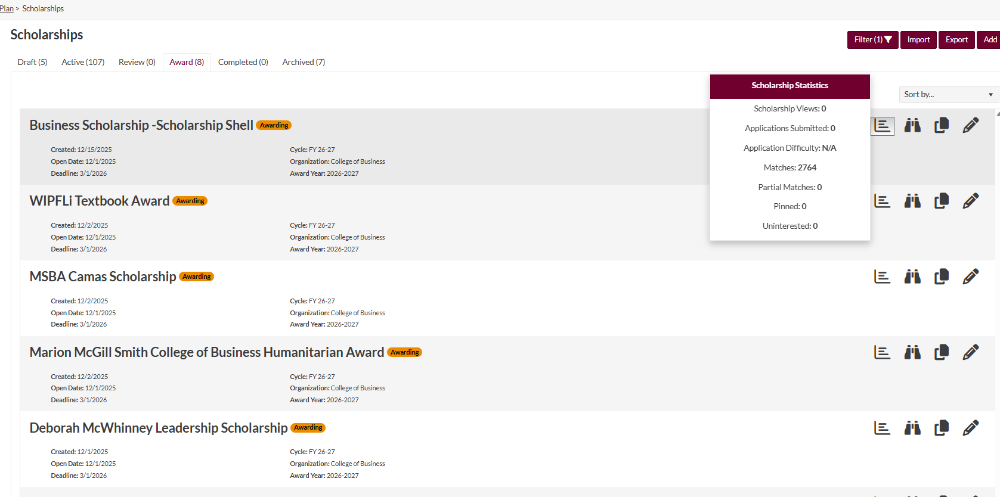 Plan > Scholarships
Scholarships
Filter (1) Import Export Add
Draft (5) Active (107) Review (0) Award (8) Completed (0) Archived (7)
Sort by...
Scholarship Statistics
Scholarship Views: 0
Applications Submitted: 0
Application Difficulty: N/A
Matches: 2764
Partial Matches: 0
Pinned: 0
Uninterested: 0
Business Scholarship -Scholarship Shell Awarding
Created: 12/15/2025 Cycle: FY 26-27
Open Date: 12/1/2025 Organization: College of Business
Deadline: 3/1/2026 Award Year: 2026-2027
WIPFLi Textbook Award Awarding
Created: 12/2/2025 Cycle: FY 26-27
Open Date: 12/1/2025 Organization: College of Business
Deadline: 3/1/2026 Award Year: 2026-2027
MSBA Camas Scholarship Awarding
Created: 12/2/2025 Cycle: FY 26-27
Open Date: 12/1/2025 Organization: College of Business
Deadline: 3/1/2026 Award Year: 2026-2027
Marion McGill Smith College of Business Humanitarian Award Awarding
Created: 12/2/2025 Cycle: FY 26-27
Open Date: 12/1/2025 Organization: College of Business
Deadline: 3/1/2026 Award Year: 2026-2027
Deborah McWhinney Leadership Scholarship Awarding
Created: 12/1/2025 Cycle: FY 26-27
Open Date: 12/1/2025 Organization: College of Business
Deadline: 3/1/2026 Award Year: 2026-2027